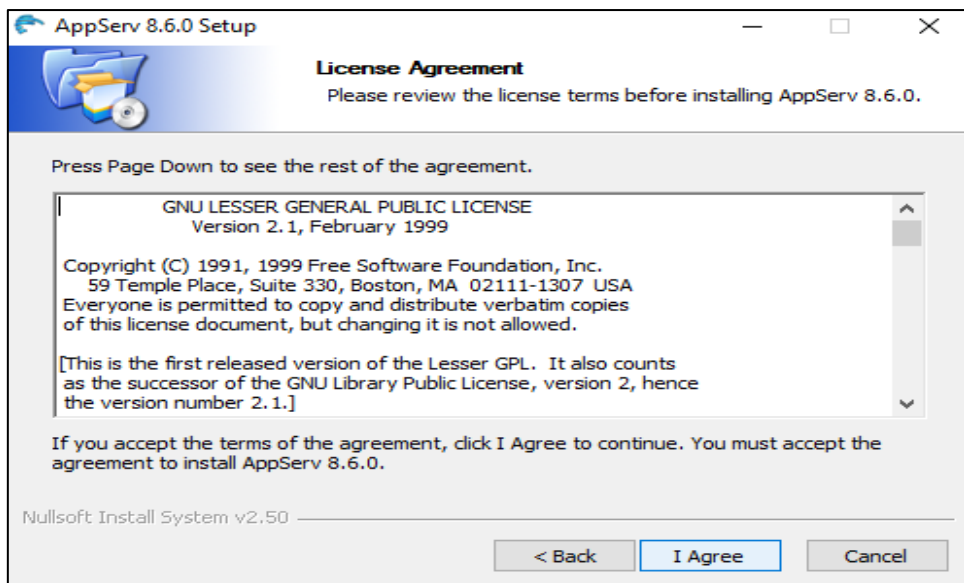 AppServ 8.6.0 Setup
License Agreement
Please review the license terms before installing AppServ 8.6.0.
Press Page Down to see the rest of the agreement.
GNU LESSER GENERAL PUBLIC LICENSE
Version 2.1, February 1999
Copyright (C) 1991, 1999 Free Software Foundation, Inc.
59 Temple Place, Suite 330, Boston, MA  02111-1307  USA
Everyone is permitted to copy and distribute verbatim copies
of this license document, but changing it is not allowed.
[This is the first released version of the Lesser GPL.  It also counts
as the successor of the GNU Library Public License, version 2, hence
the version number 2.1.]
If you accept the terms of the agreement, click I Agree to continue. You must accept the
agreement to install AppServ 8.6.0.
Nullsoft Install System v2.50
< Back I Agree Cancel